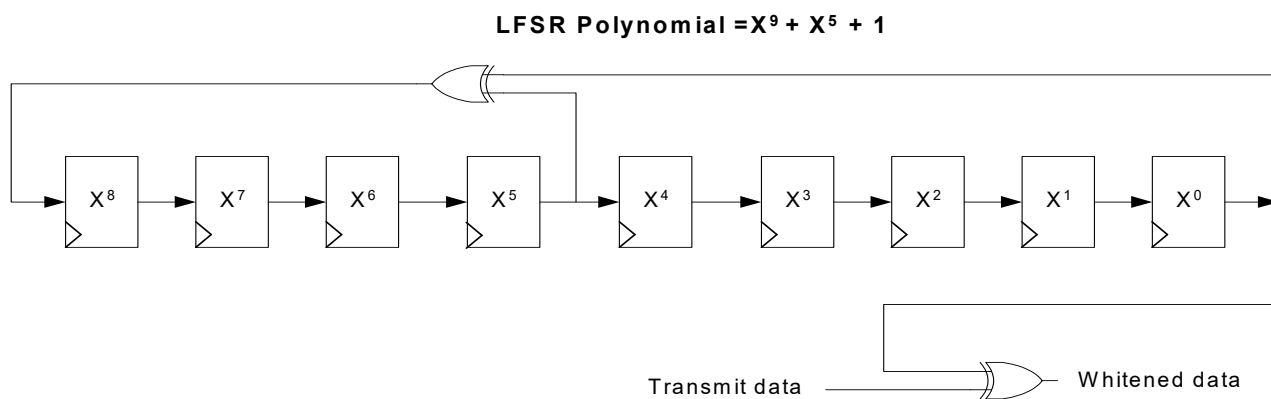 LFSR Polynomial =X⁹ + X⁵ + 1
X⁸ X⁷ X⁶ X⁵ X⁴ X³ X² X¹ X⁰
Transmit data
Whitened data